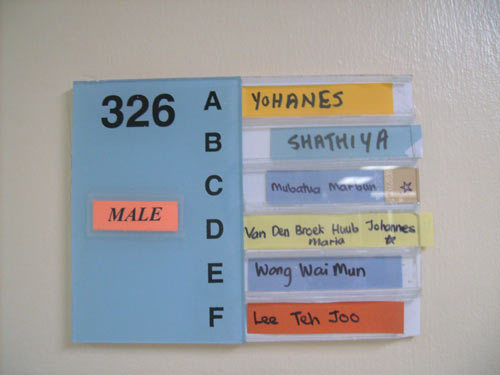 326
MALE
A YOHANES
B SHATHIYA
C Mubatua Marbun
D Van Den Broek Huub Johannes
Maria
E Wong Wai Mun
F Lee Teh Joo